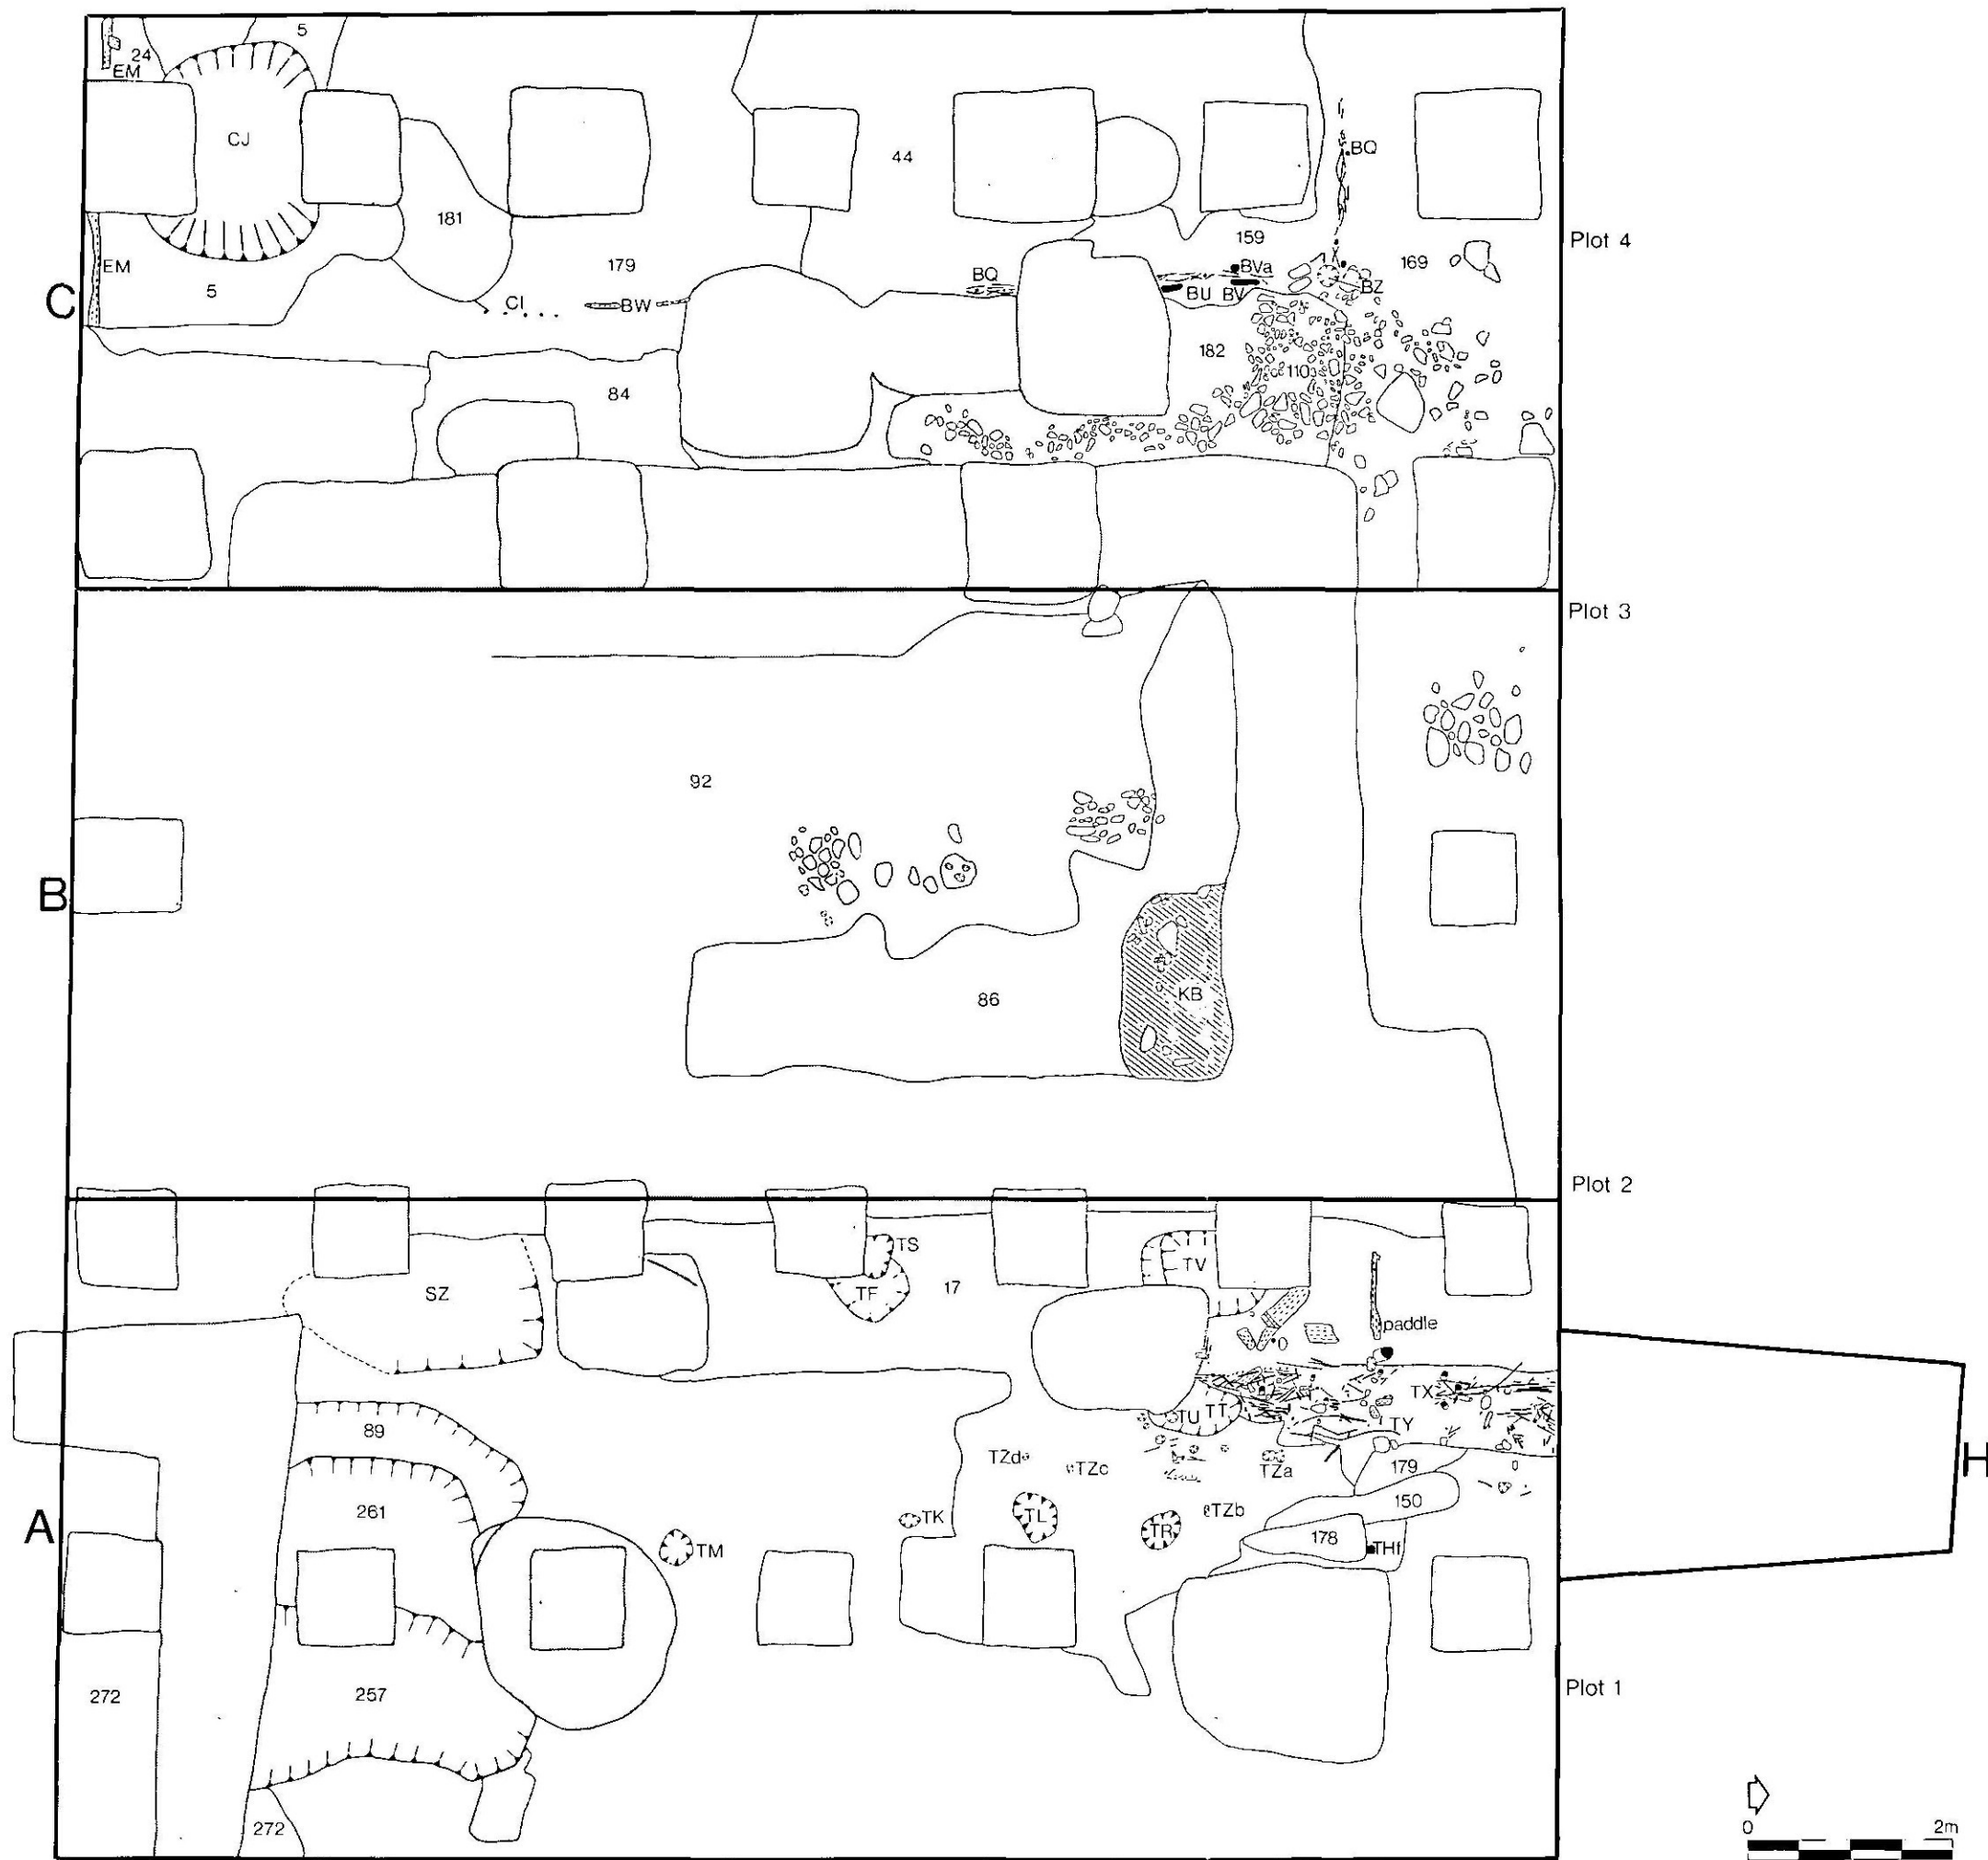 5
24
EM
CJ
44
BQ
181
159
Plot 4
EM
179
BQ
BVa
169
5
C
CI
BW
BU
BV
BZ
182
110
84
Plot 3
92
B
86
KB
Plot 2
TS
TV
SZ
TF
17
paddle
TX
TU
TT
TY
89
TZd
TZc
TZa
179
H
261
TK
TL
TR
TZb
150
A
TM
178
THf
257
272
Plot 1
272
0
2m